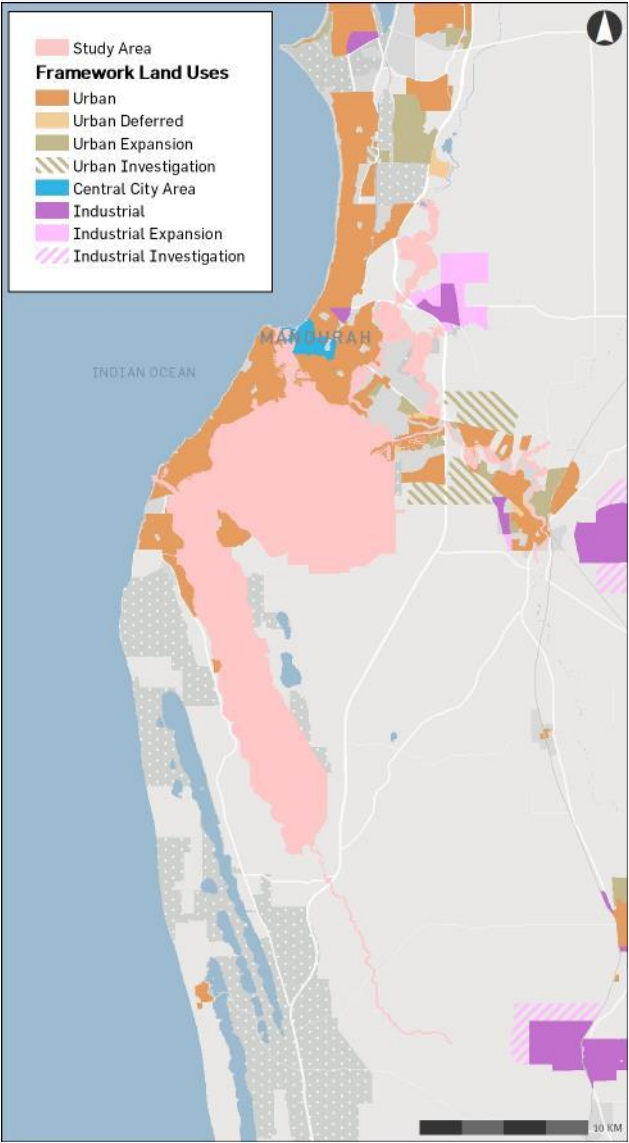 Study Area
Framework Land Uses
Urban
Urban Deferred
Urban Expansion
Urban Investigation
Central City Area
Industrial
Industrial Expansion
Industrial Investigation
MANDURAH
INDIAN OCEAN
10 KM